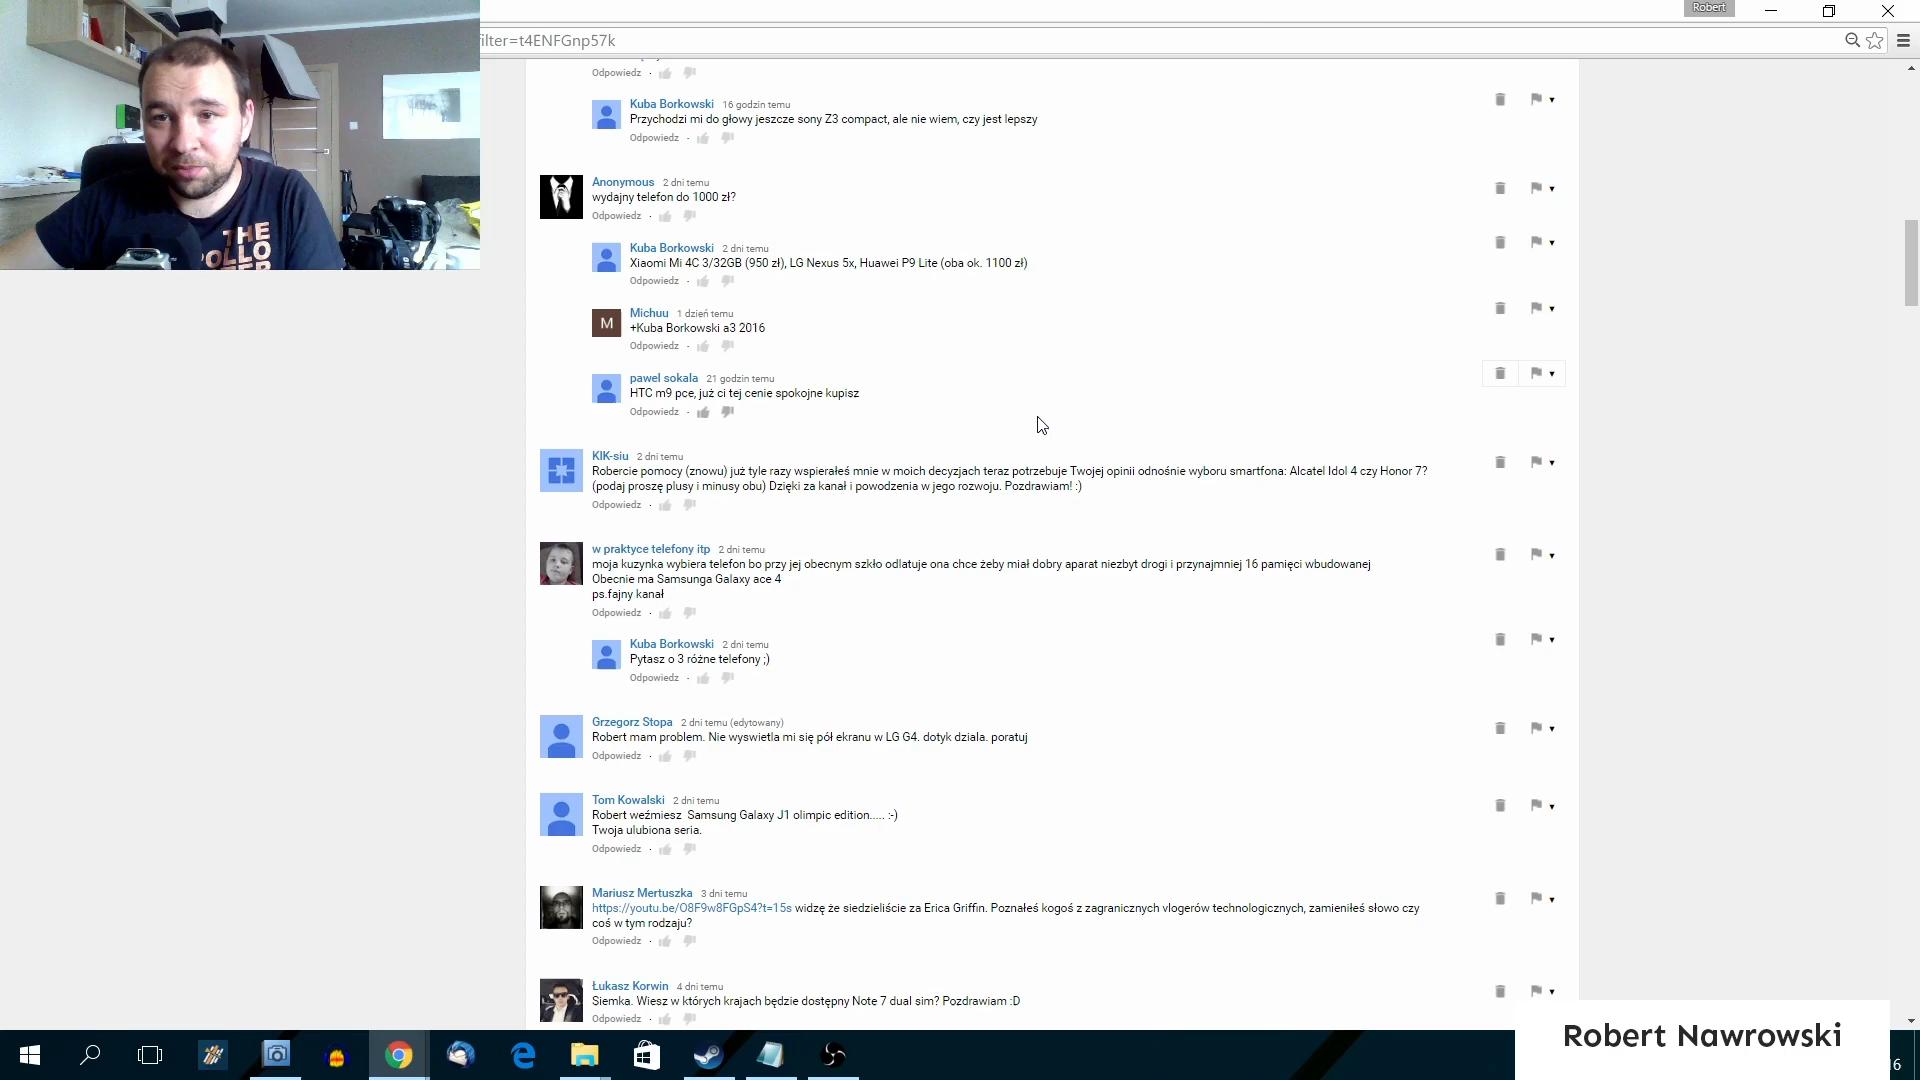 Robert
filter=t4ENFGnp57k
Odpowiedz ·
Kuba Borkowski 16 godzin temu
Przychodzi mi do głowy jeszcze sony Z3 compact, ale nie wiem, czy jest lepszy
Odpowiedz ·
Anonymous 2 dni temu
wydajny telefon do 1000 zł?
Odpowiedz ·
Kuba Borkowski 2 dni temu
Xiaomi Mi 4C 3/32GB (950 zł), LG Nexus 5x, Huawei P9 Lite (oba ok. 1100 zł)
Odpowiedz ·
M
Michuu 1 dzień temu
+Kuba Borkowski a3 2016
Odpowiedz ·
paweł sokala 21 godzin temu
HTC m9 pce, już ci tej cenie spokojne kupisz
Odpowiedz ·
KIK-siu 2 dni temu
Robercie pomocy (znowu) już tyle razy wspierałeś mnie w moich decyzjach teraz potrzebuje Twojej opinii odnośnie wyboru smartfona: Alcatel Idol 4 czy Honor 7?
(podaj proszę plusy i minusy obu) Dzięki za kanał i powodzenia w jego rozwoju. Pozdrawiam! :)
Odpowiedz ·
w praktyce telefony itp 2 dni temu
moja kuzynka wybiera telefon bo przy jej obecnym szkło odlatuje ona chce żeby miał dobry aparat niezbyt drogi i przynajmniej 16 pamięci wbudowanej
Obecnie ma Samsunga Galaxy ace 4
ps.fajny kanał
Odpowiedz ·
Kuba Borkowski 2 dni temu
Pytasz o 3 różne telefony ;)
Odpowiedz ·
Grzegorz Stopa 2 dni temu (edytowany)
Robert mam problem. Nie wyswietla mi się pół ekranu w LG G4. dotyk dziala. poratuj
Odpowiedz ·
Tom Kowalski 2 dni temu
Robert weźmiesz Samsung Galaxy J1 olimpic edition..... :-)
Twoja ulubiona seria.
Odpowiedz ·
Mariusz Mertuszka 3 dni temu
https://youtu.be/O8F9w8FGpS4?t=15s widzę że siedzieliście za Erica Griffin. Poznałeś kogoś z zagranicznych vlogerów technologicznych, zamieniłeś słowo czy
coś w tym rodzaju?
Odpowiedz ·
Łukasz Korwin 4 dni temu
Siemka. Wiesz w których krajach będzie dostępny Note 7 dual sim? Pozdrawiam :D
Odpowiedz ·
THE
Robert Nawrowski
16